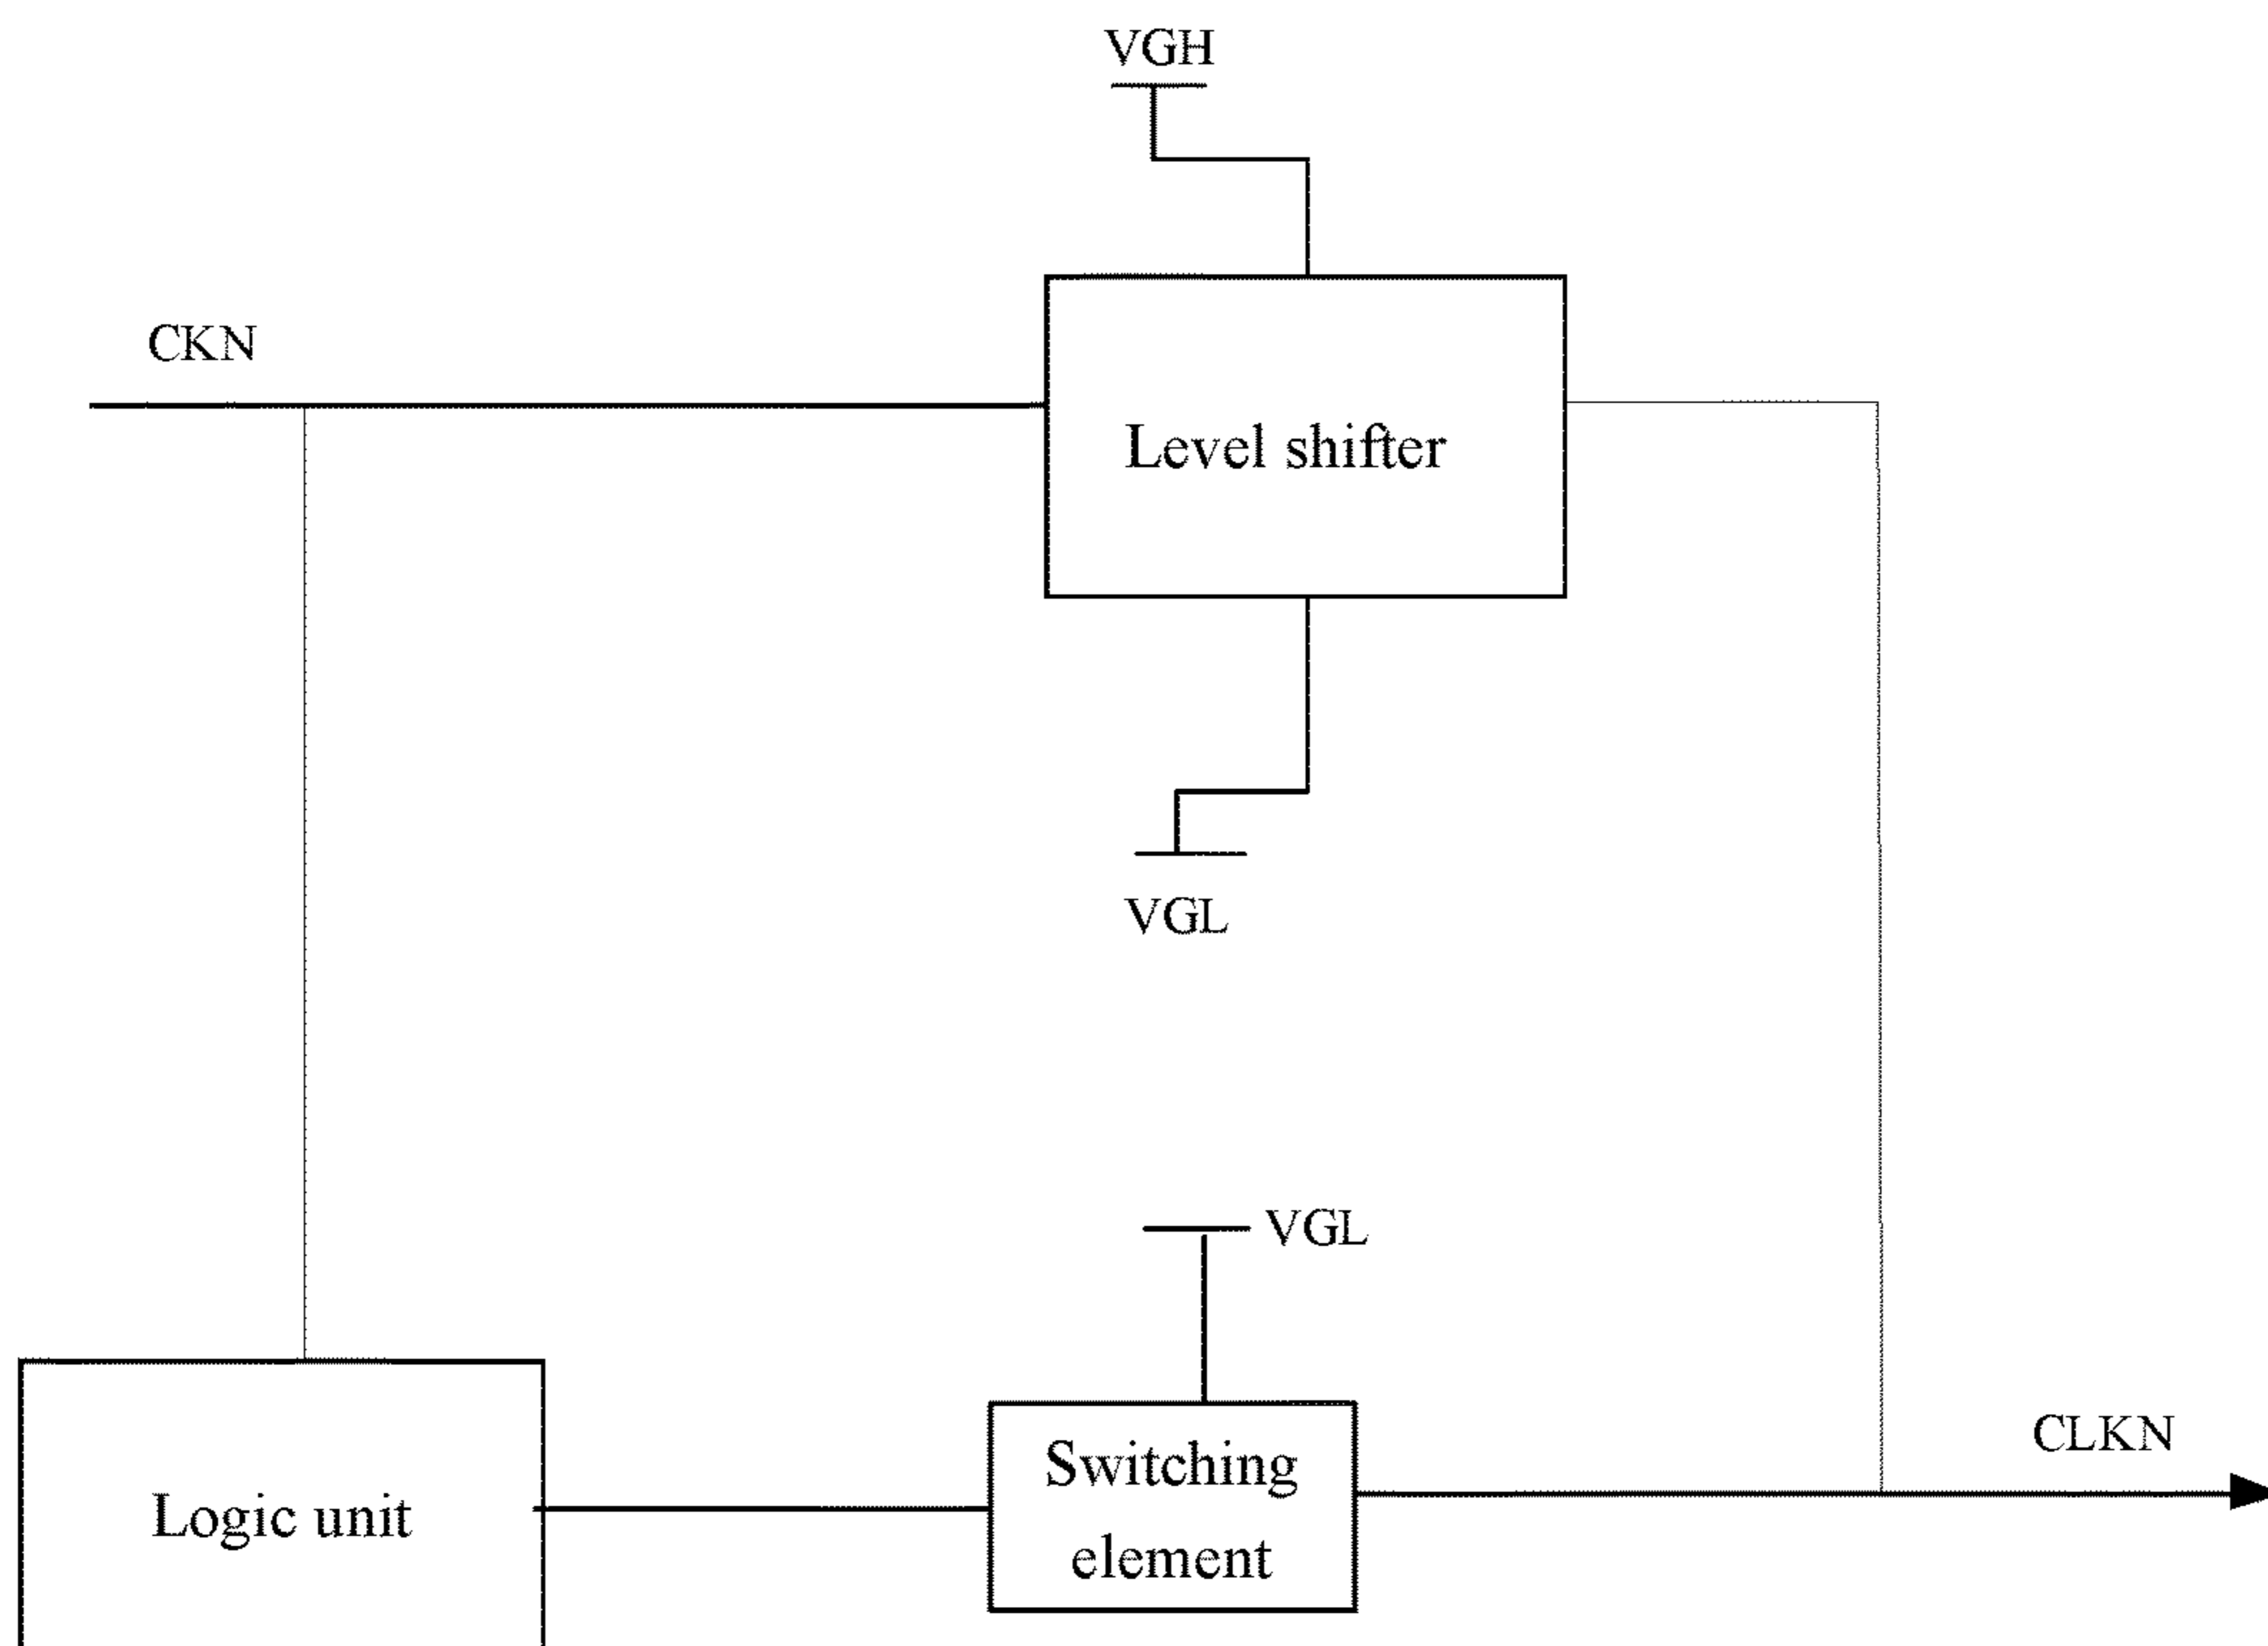 VGH
CKN
Level shifter
VGL
VGL
Switching
element
CLKN
Logic unit